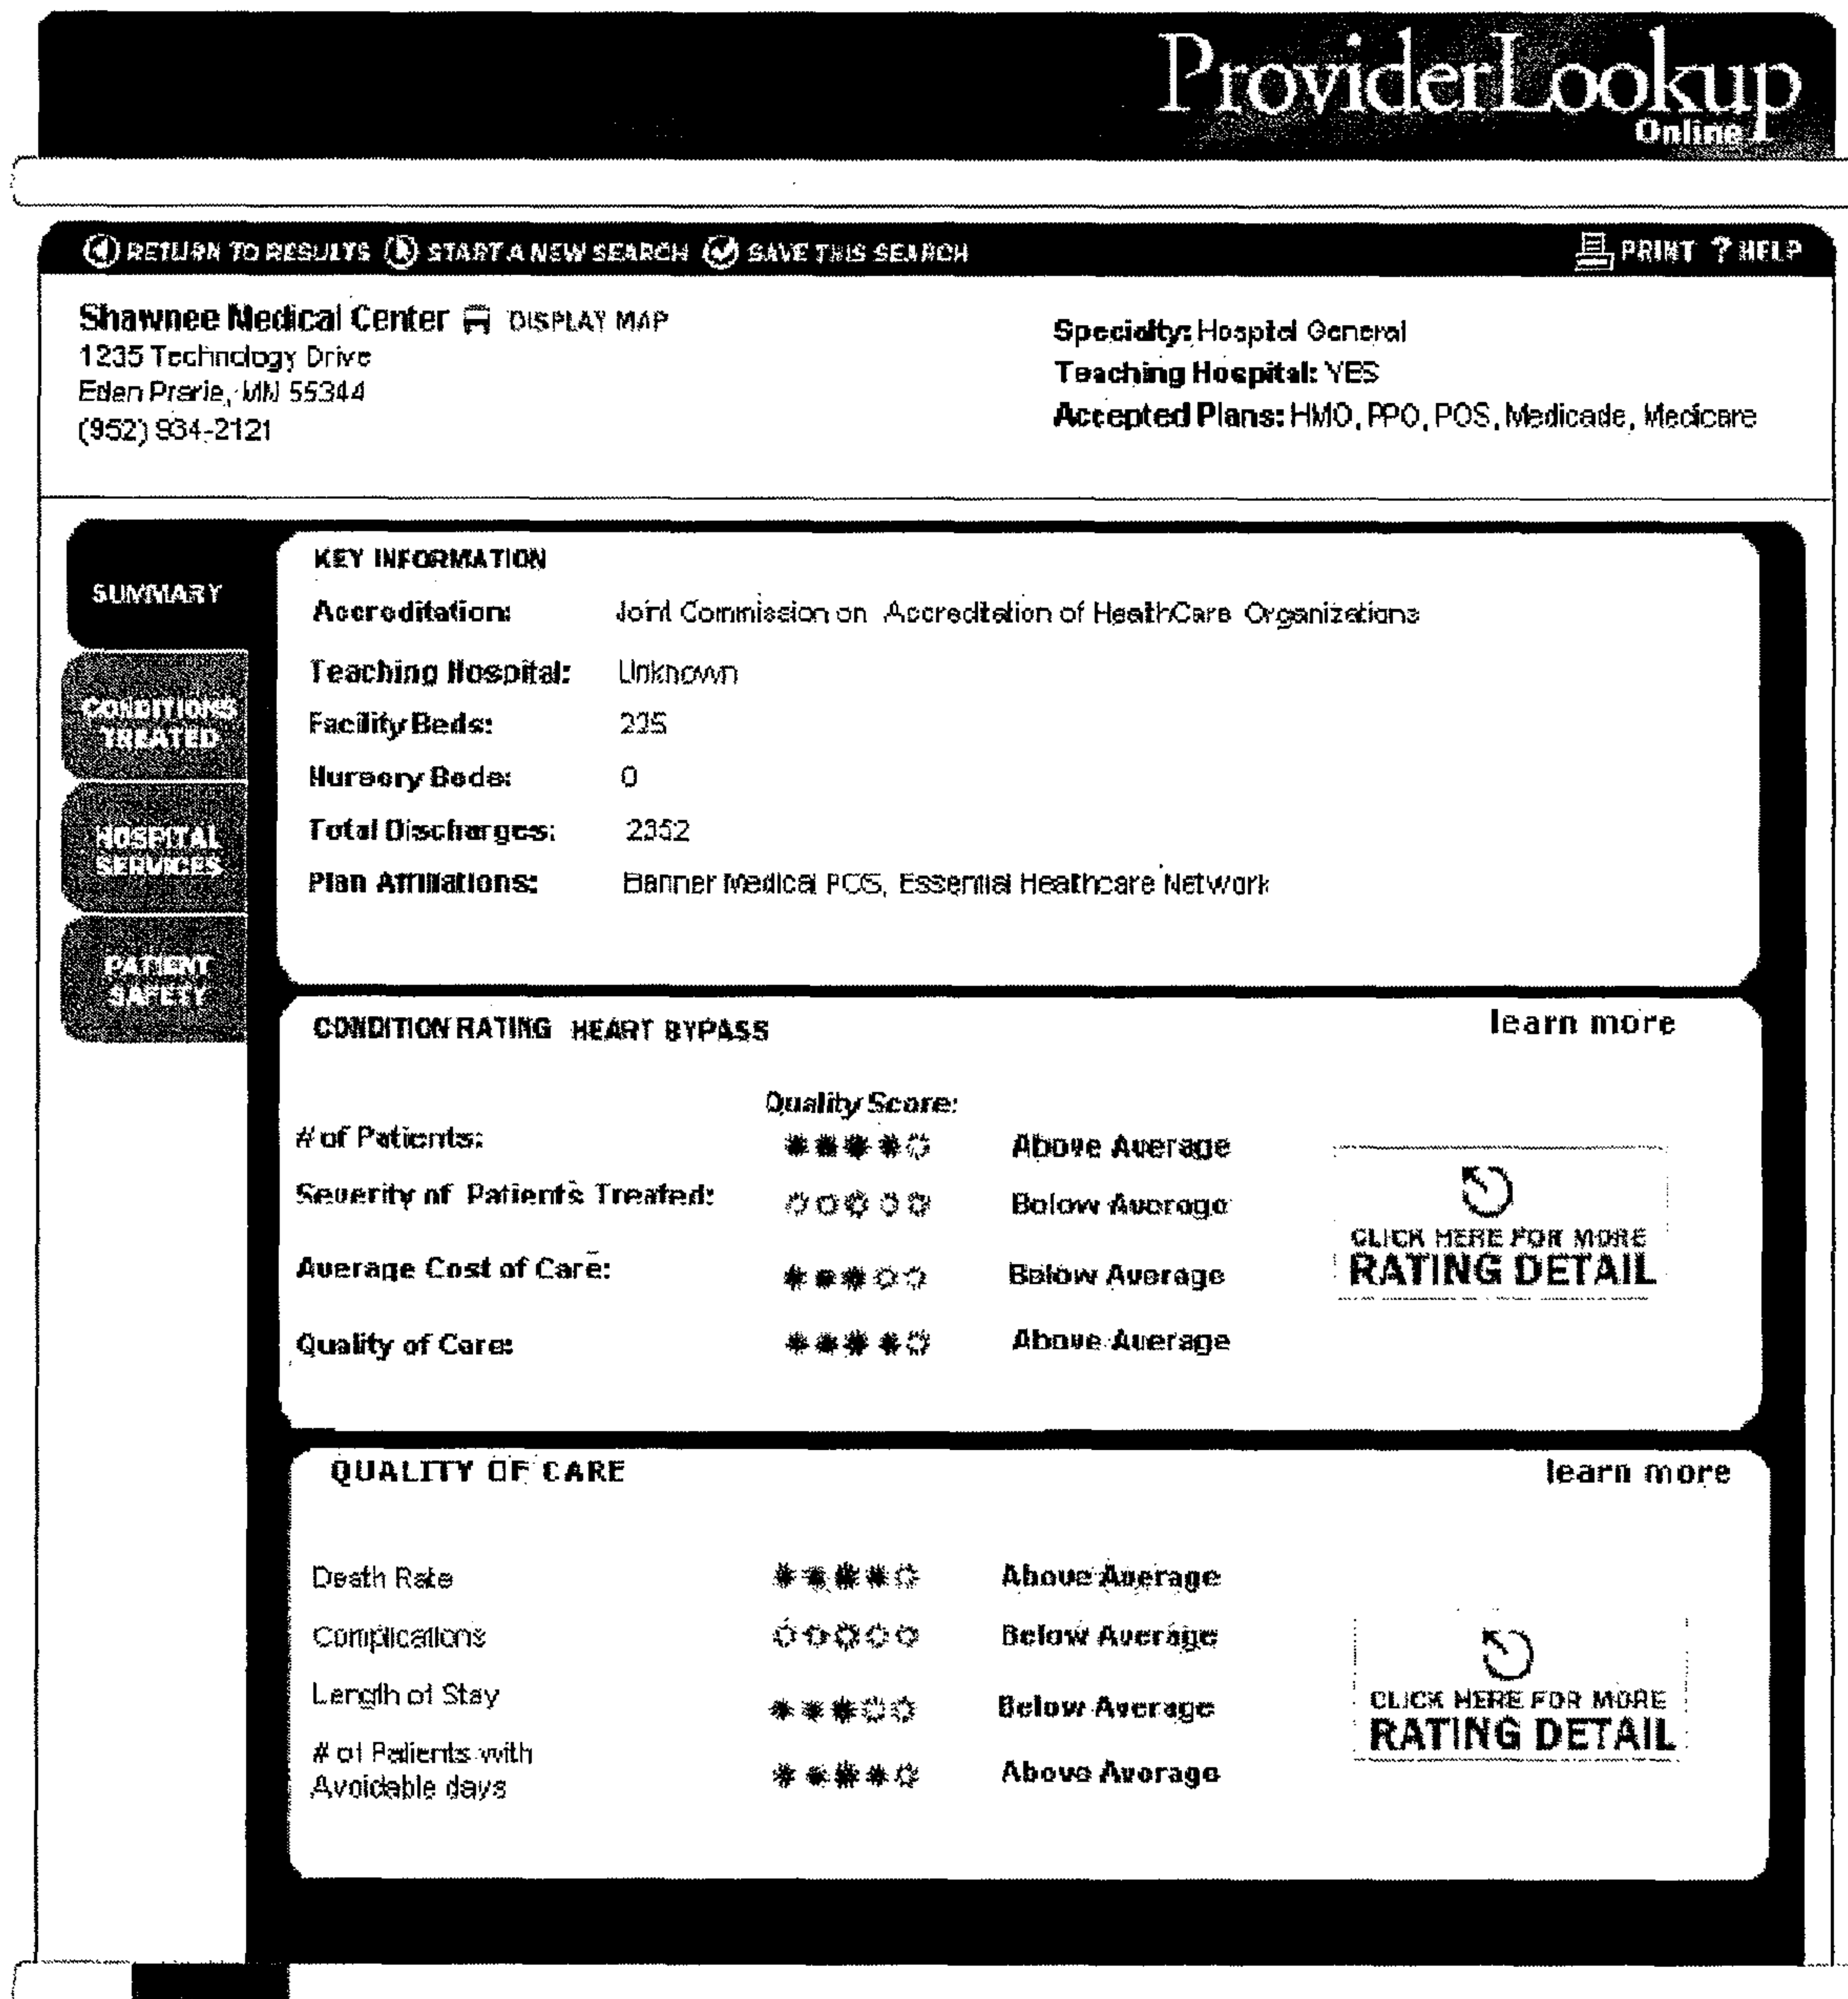 ProviderLookup
Online
RETURN TO RESULTS START A NEW SEARCH SAVE THIS SEARCH PRINT ? HELP
Shawnee Medical Center DISPLAY MAP
1235 Technology Drive
Eden Prarie, MN 55344
(952) 934-2121
Specialty: Hospital General
Teaching Hospital: YES
Accepted Plans: HMO, PPO, POS, Medicade, Medicare
SUMMARY
CONDITIONS
TREATED
HOSPITAL
SERVICES
PATIENT
SAFETY
KEY INFORMATION
Accreditation: Joint Commission on Accreditation of HealthCare Organizations
Teaching Hospital: Unknown
Facility Beds: 235
Nursery Beds: 0
Total Discharges: 2352
Plan Affiliations: Banner Medical POS, Essential Healthcare Network
CONDITION RATING HEART BYPASS learn more
Quality Score:
# of Patients: Above Average
Severity of Patients Treated: Below Average
Average Cost of Care: Below Average
Quality of Care: Above Average
CLICK HERE FOR MORE
RATING DETAIL
QUALITY OF CARE learn more
Death Rate Above Average
Complications Below Average
Length of Stay Below Average
# of Patients with
Avoidable days Above Average
CLICK HERE FOR MORE
RATING DETAIL